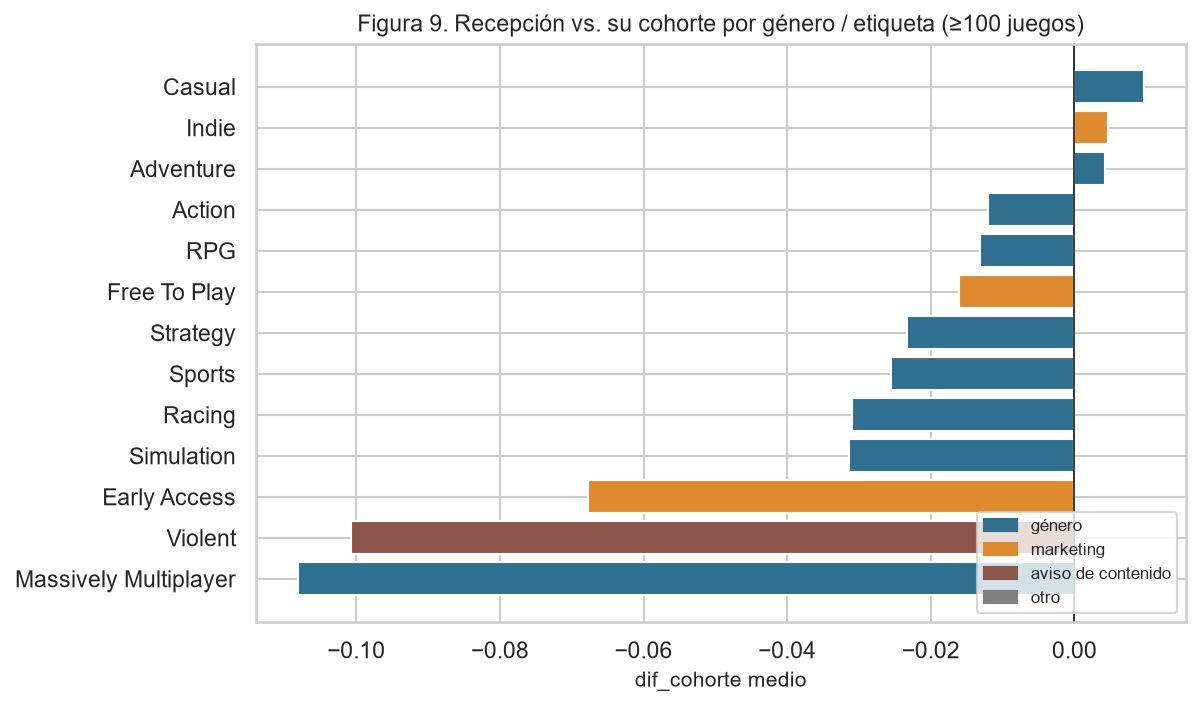 Figura 9. Recepción vs. su cohorte por género / etiqueta (≥100 juegos)
Casual
Indie
Adventure
Action
RPG
Free To Play
Strategy
Sports
Racing
Simulation
Early Access
Violent
Massively Multiplayer
género
marketing
aviso de contenido
otro
−0.10 −0.08 −0.06 −0.04 −0.02 0.00
dif_cohorte medio